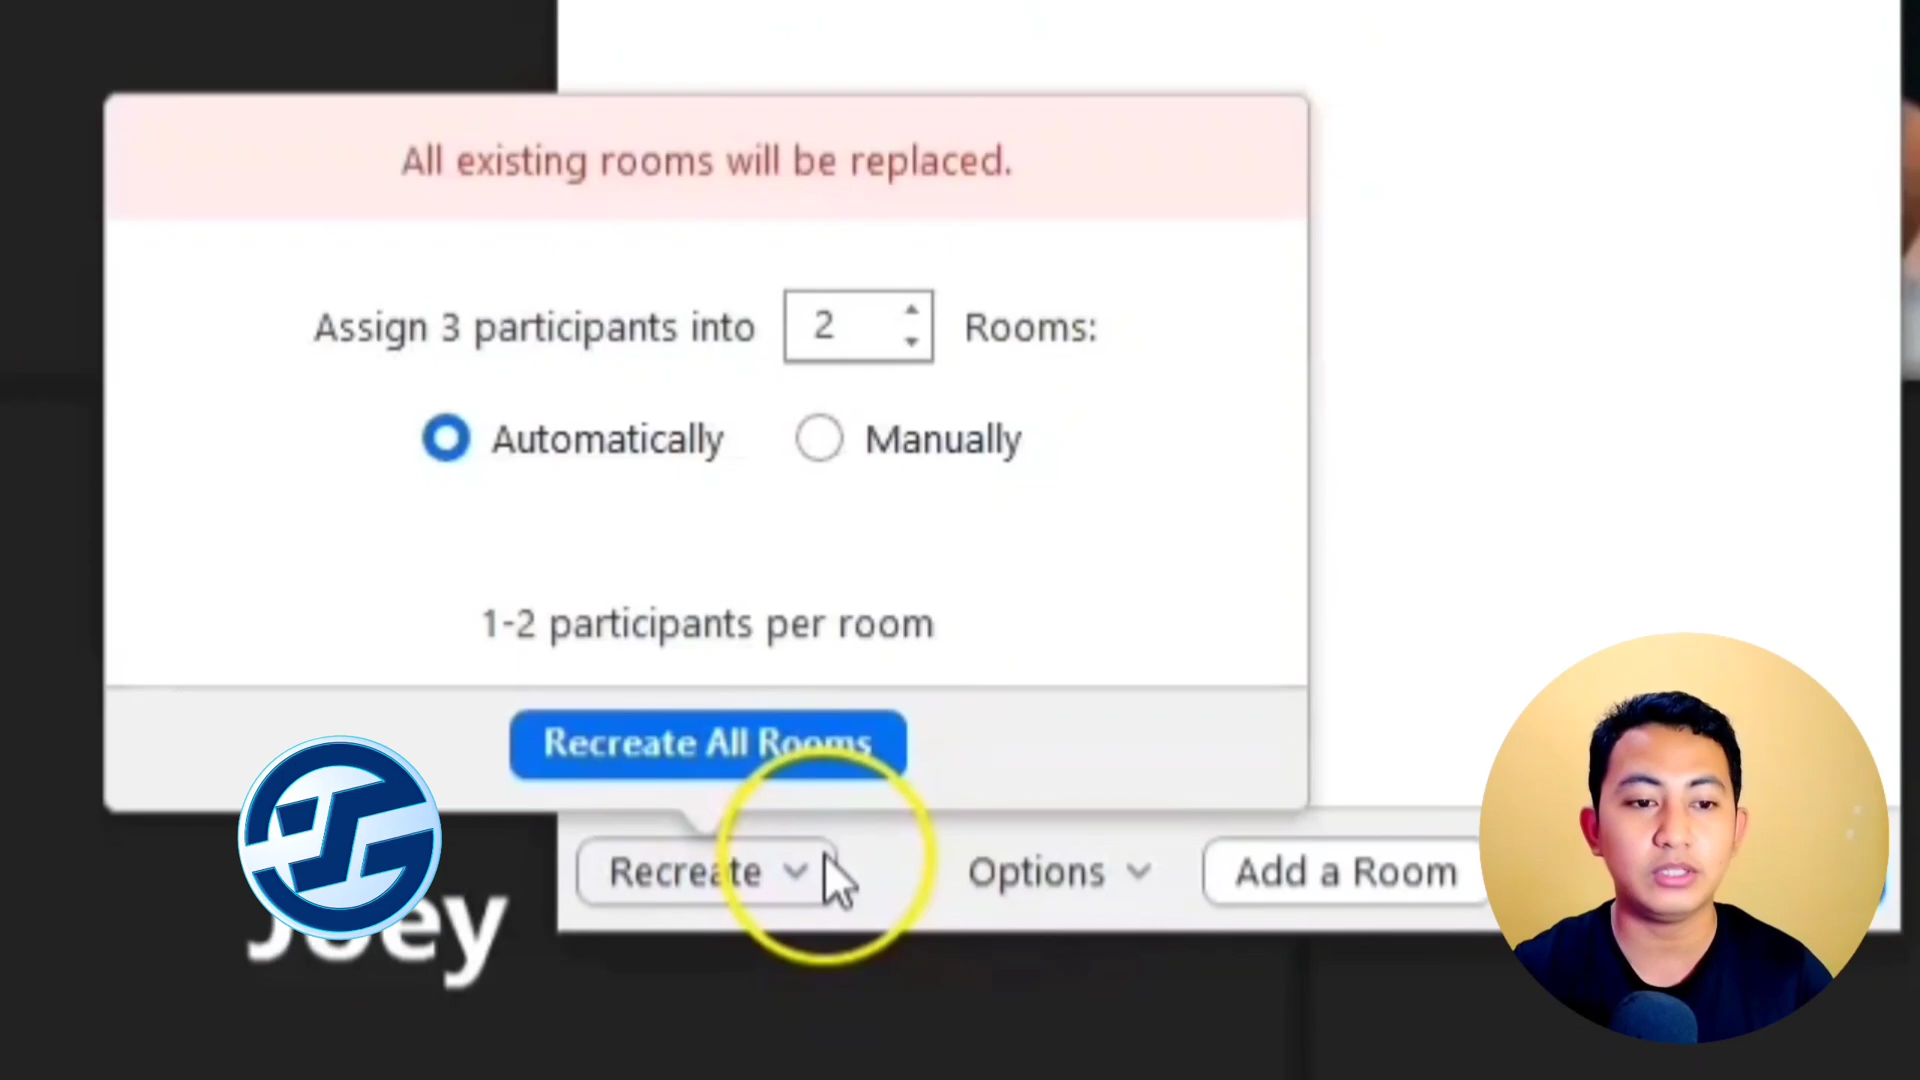 All existing rooms will be replaced.
Assign 3 participants into 2 Rooms:
Automatically Manually
1-2 participants per room
Recreate All Rooms
Recreate Options Add a Room
Joey